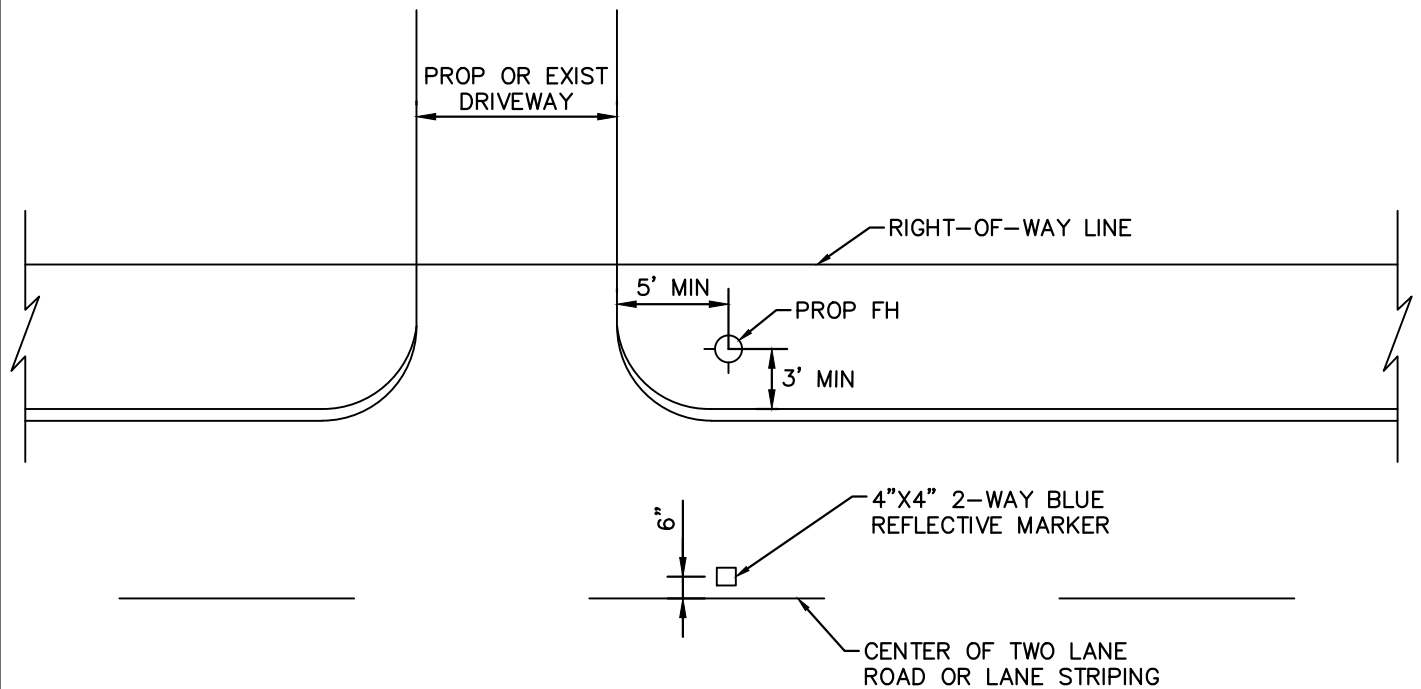 PROP OR EXIST
DRIVEWAY
RIGHT-OF-WAY LINE
5' MIN
PROP FH
3' MIN
4"X4" 2-WAY BLUE
REFLECTIVE MARKER
6"
CENTER OF TWO LANE
ROAD OR LANE STRIPING